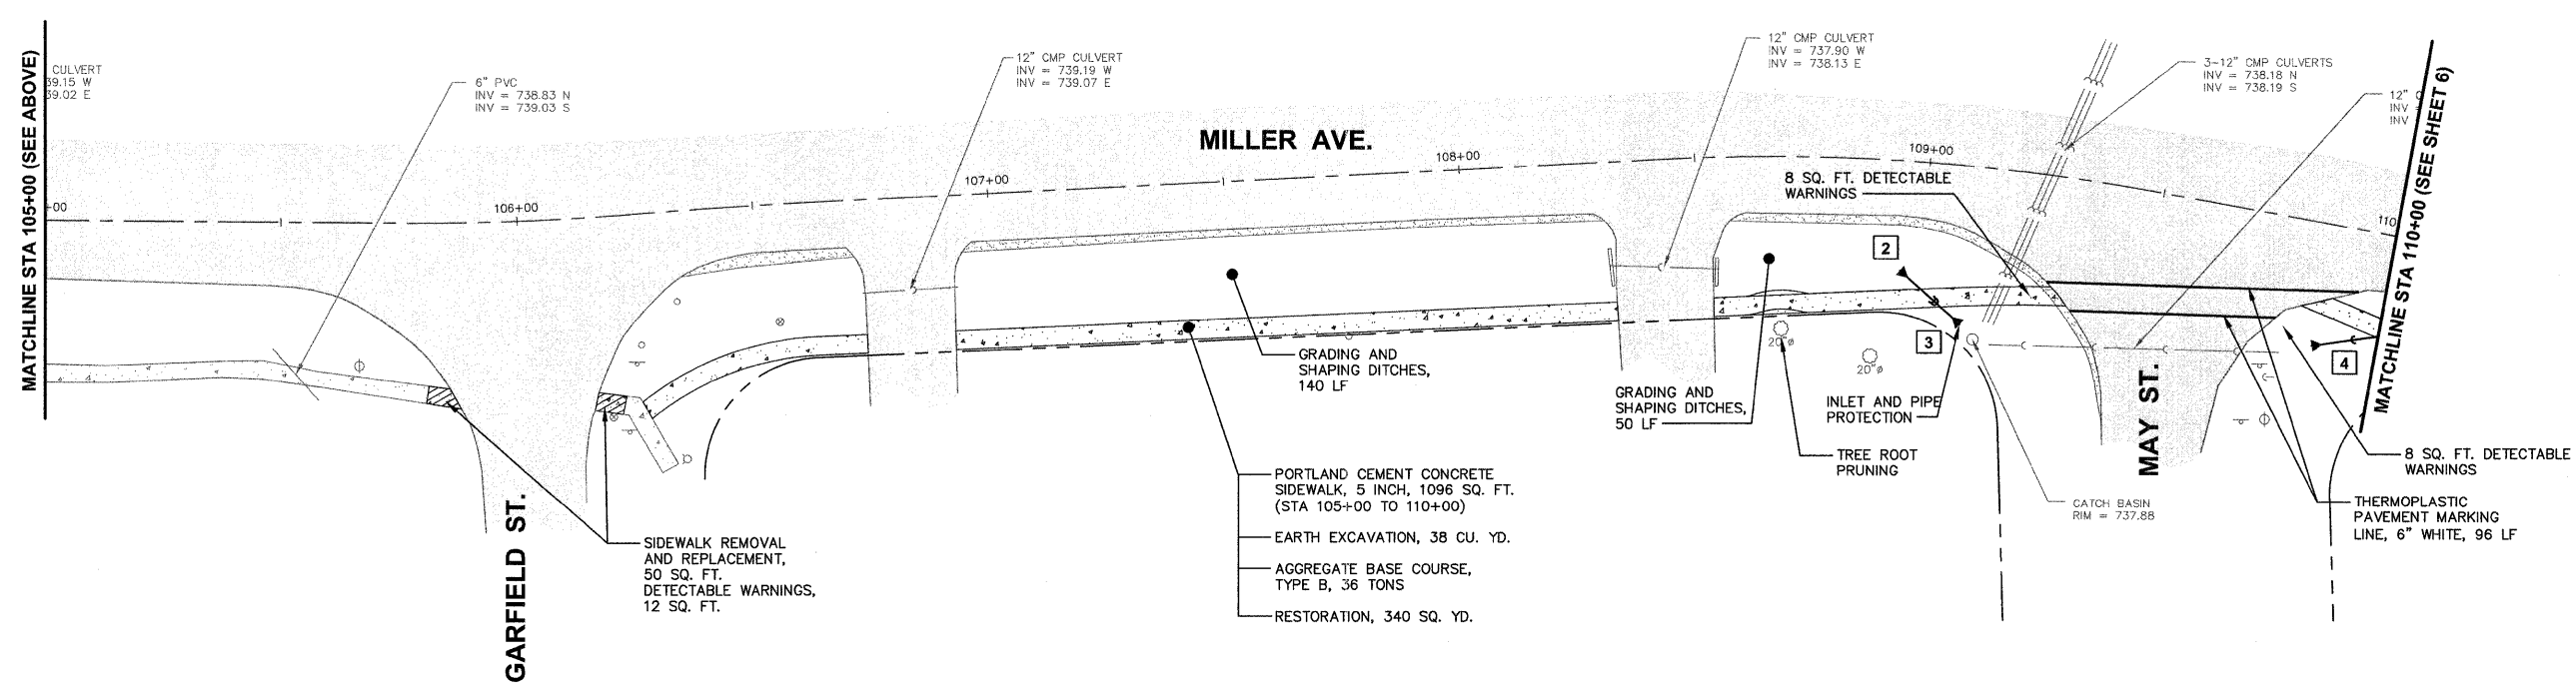 MATCHLINE STA 105+00 (SEE ABOVE)
CULVERT
39.15 W
39.02 E
6" PVC
INV = 738.83 N
INV = 739.03 S
12" CMP CULVERT
INV = 739.19 W
INV = 739.07 E
MILLER AVE.
12" CMP CULVERT
INV = 737.90 W
INV = 738.13 E
3-12" CMP CULVERTS
INV = 738.18 N
INV = 738.19 S
12"
INV
INV
MATCHLINE STA 110+00 (SEE SHEET 6)
+00
106+00
107+00
108+00
109+00
110
8 SQ. FT. DETECTABLE
WARNINGS
2
3
4
20"ø
20"ø
GRADING AND
SHAPING DITCHES,
140 LF
GRADING AND
SHAPING DITCHES,
50 LF
INLET AND PIPE
PROTECTION
TREE ROOT
PRUNING
MAY ST.
8 SQ. FT. DETECTABLE
WARNINGS
CATCH BASIN
RIM = 737.88
THERMOPLASTIC
PAVEMENT MARKING
LINE, 6" WHITE, 96 LF
PORTLAND CEMENT CONCRETE
SIDEWALK, 5 INCH, 1096 SQ. FT.
(STA 105+00 TO 110+00)
EARTH EXCAVATION, 38 CU. YD.
AGGREGATE BASE COURSE,
TYPE B, 36 TONS
RESTORATION, 340 SQ. YD.
GARFIELD ST.
SIDEWALK REMOVAL
AND REPLACEMENT,
50 SQ. FT.
DETECTABLE WARNINGS,
12 SQ. FT.